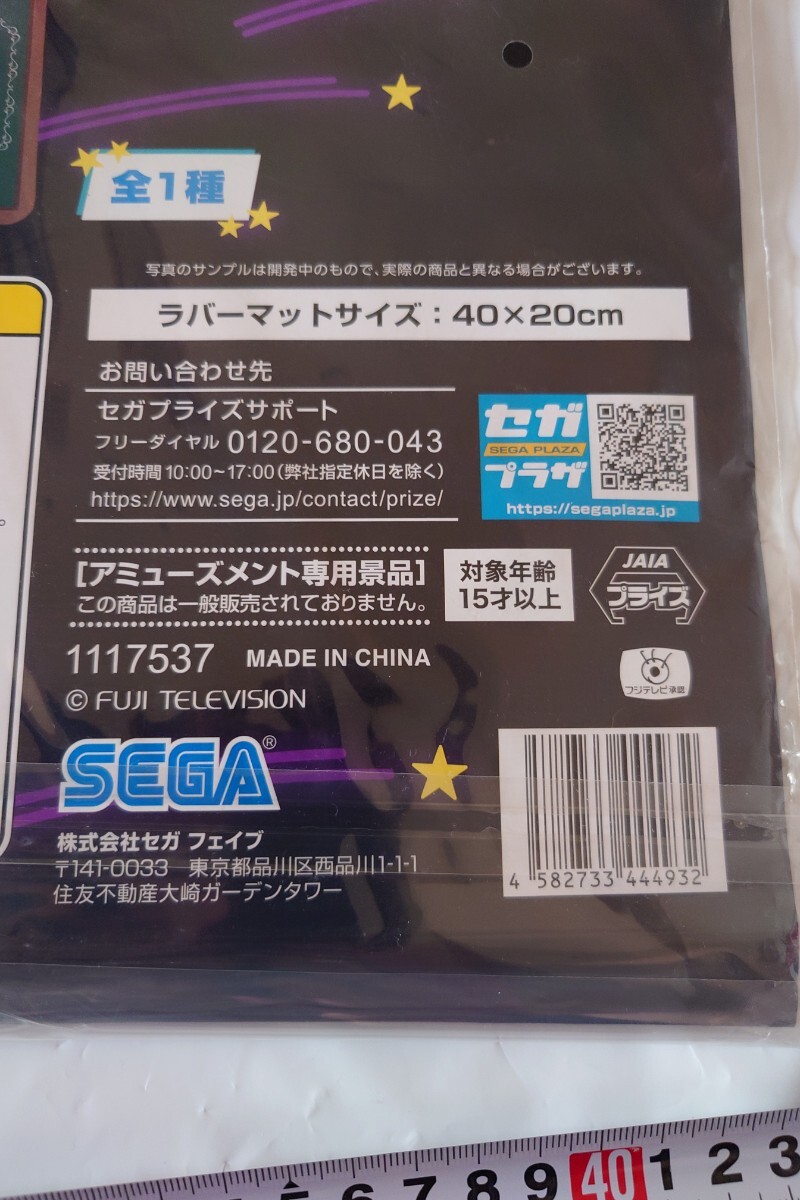 全1種
写真のサンプルは開発中のもので、実際の商品と異なる場合がございます。
ラバーマットサイズ：40×20cm
お問い合わせ先
セガプライズサポート
フリーダイヤル 0120-680-043
受付時間 10:00～17:00（弊社指定休日を除く）
https://www.sega.jp/contact/prize/
セガ
SEGA PLAZA
プラザ
https://segaplaza.jp
[アミューズメント専用景品]
この商品は一般販売されておりません。
対象年齢
15才以上
JAIA
プライズ
1117537 MADE IN CHINA
© FUJI TELEVISION
フジテレビ承認
SEGA®
株式会社セガ フェイブ
〒141-0033 東京都品川区西品川1-1-1
住友不動産大崎ガーデンタワー
4 582733 444932
6 7 8 9 40 1 2 3